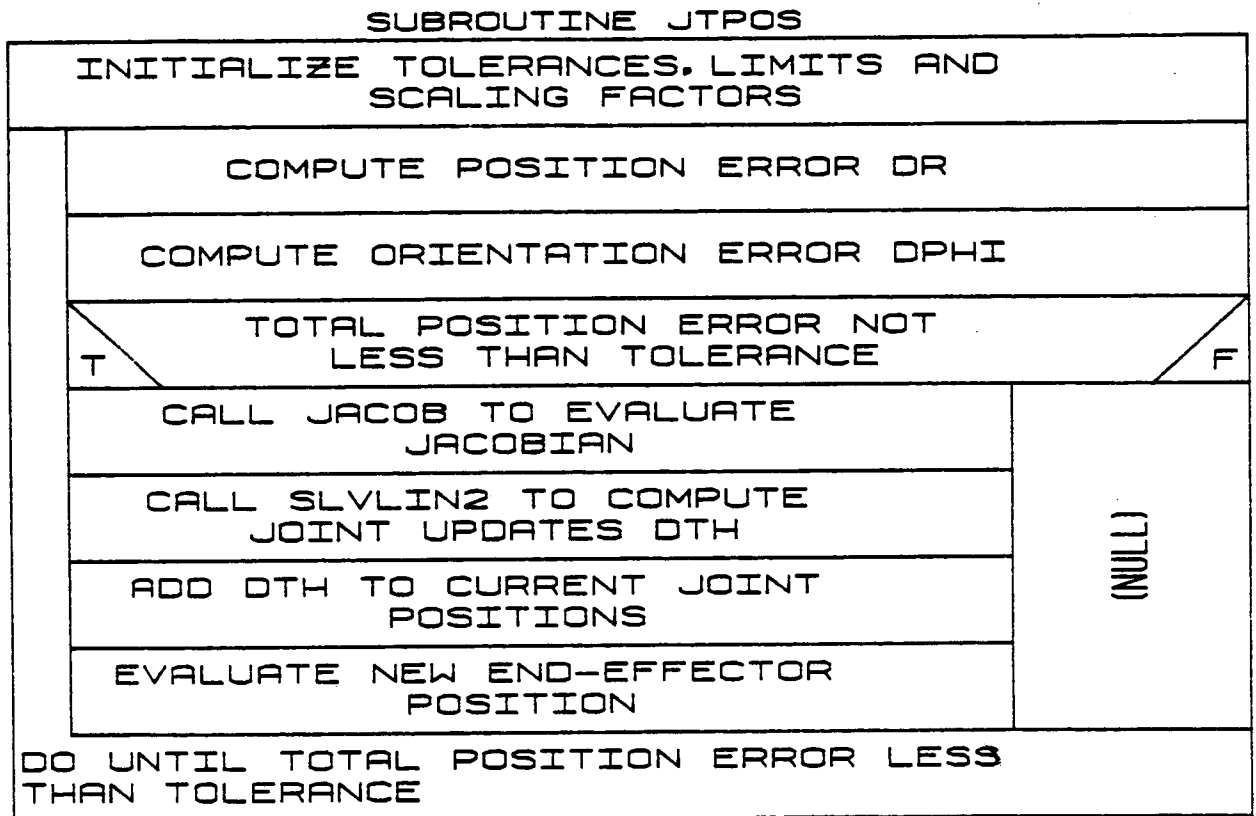 SUBROUTINE JTPOS
INITIALIZE TOLERANCES, LIMITS AND
SCALING FACTORS
COMPUTE POSITION ERROR DR
COMPUTE ORIENTATION ERROR DPHI
TOTAL POSITION ERROR NOT
LESS THAN TOLERANCE
T
F
CALL JACOB TO EVALUATE
JACOBIAN
CALL SLVLIN2 TO COMPUTE
JOINT UPDATES DTH
ADD DTH TO CURRENT JOINT
POSITIONS
EVALUATE NEW END-EFFECTOR
POSITION
(NULL)
DO UNTIL TOTAL POSITION ERROR LESS
THAN TOLERANCE